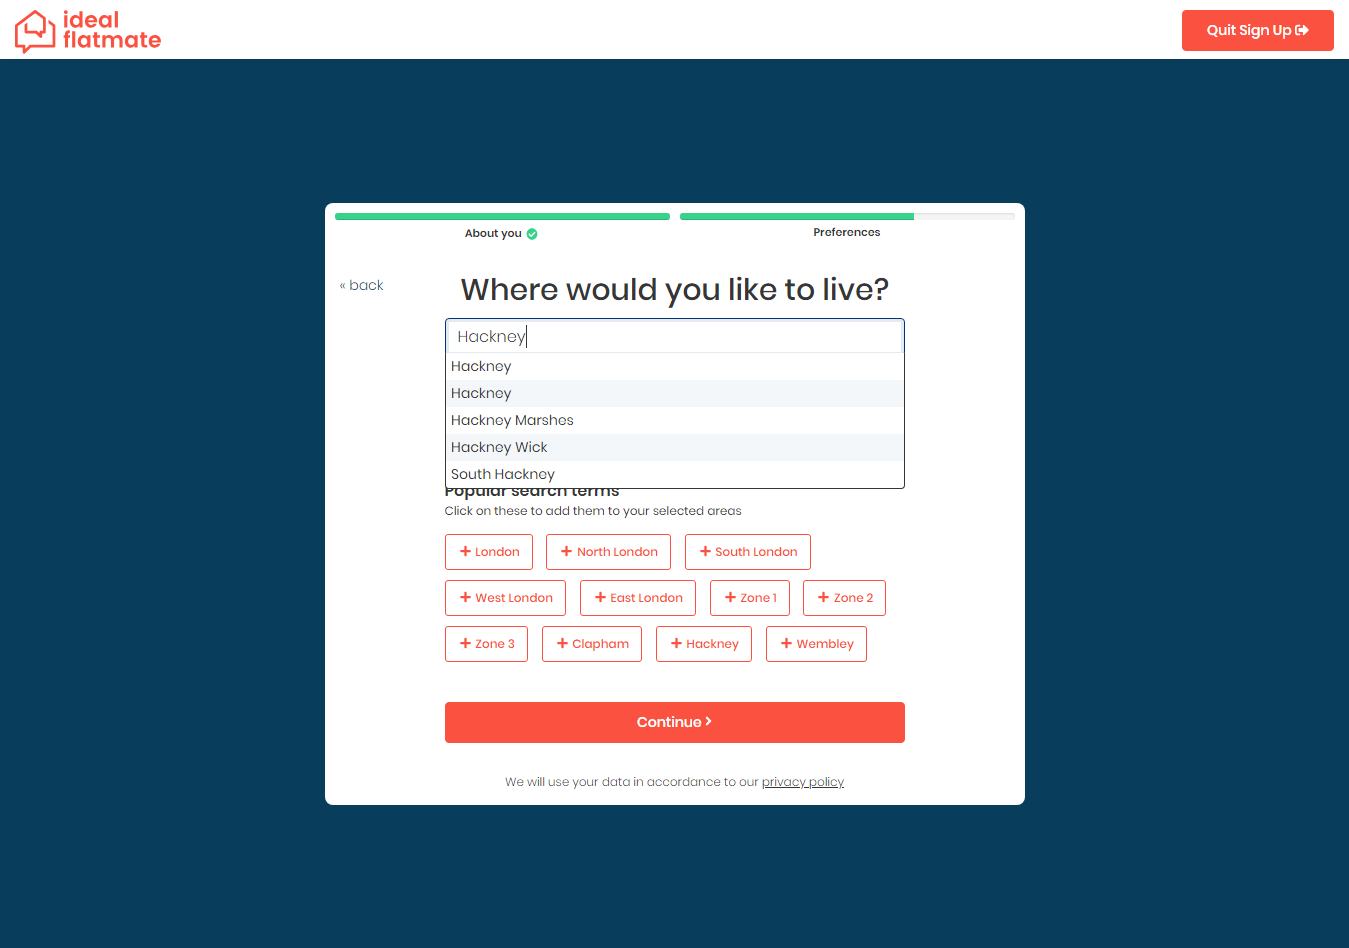 ideal
flatmate
Quit Sign Up
About you
Preferences
« back
Where would you like to live?
Hackney
Hackney
Hackney
Hackney Marshes
Hackney Wick
South Hackney
Popular search terms
Click on these to add them to your selected areas
+ London + North London + South London
+ West London + East London + Zone 1 + Zone 2
+ Zone 3 + Clapham + Hackney + Wembley
Continue >
We will use your data in accordance to our privacy policy